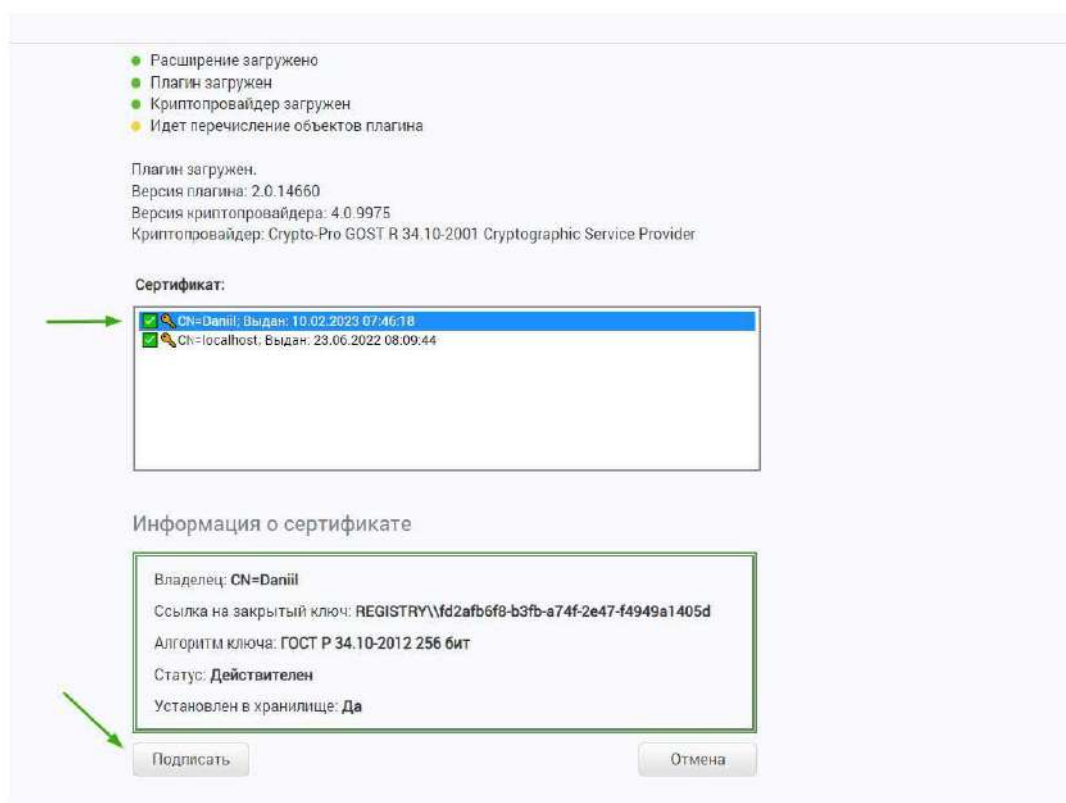 Расширение загружено
Плагин загружен
Криптопровайдер загружен
Идет перечисление объектов плагина
Плагин загружен.
Версия плагина: 2.0.14660
Версия криптопровайдера: 4.0.9975
Криптопровайдер: Crypto-Pro GOST R 34.10-2001 Cryptographic Service Provider
Сертификат:
CN=Daniil; Выдан: 10.02.2023 07:46:18
CN=localhost; Выдан: 23.06.2022 08:09:44
Информация о сертификате
Владелец: CN=Daniil
Ссылка на закрытый ключ: REGISTRY\\fd2afb6f8-b3fb-a74f-2e47-f4949a1405d
Алгоритм ключа: ГОСТ Р 34.10-2012 256 бит
Статус: Действителен
Установлен в хранилище: Да
Подписать
Отмена